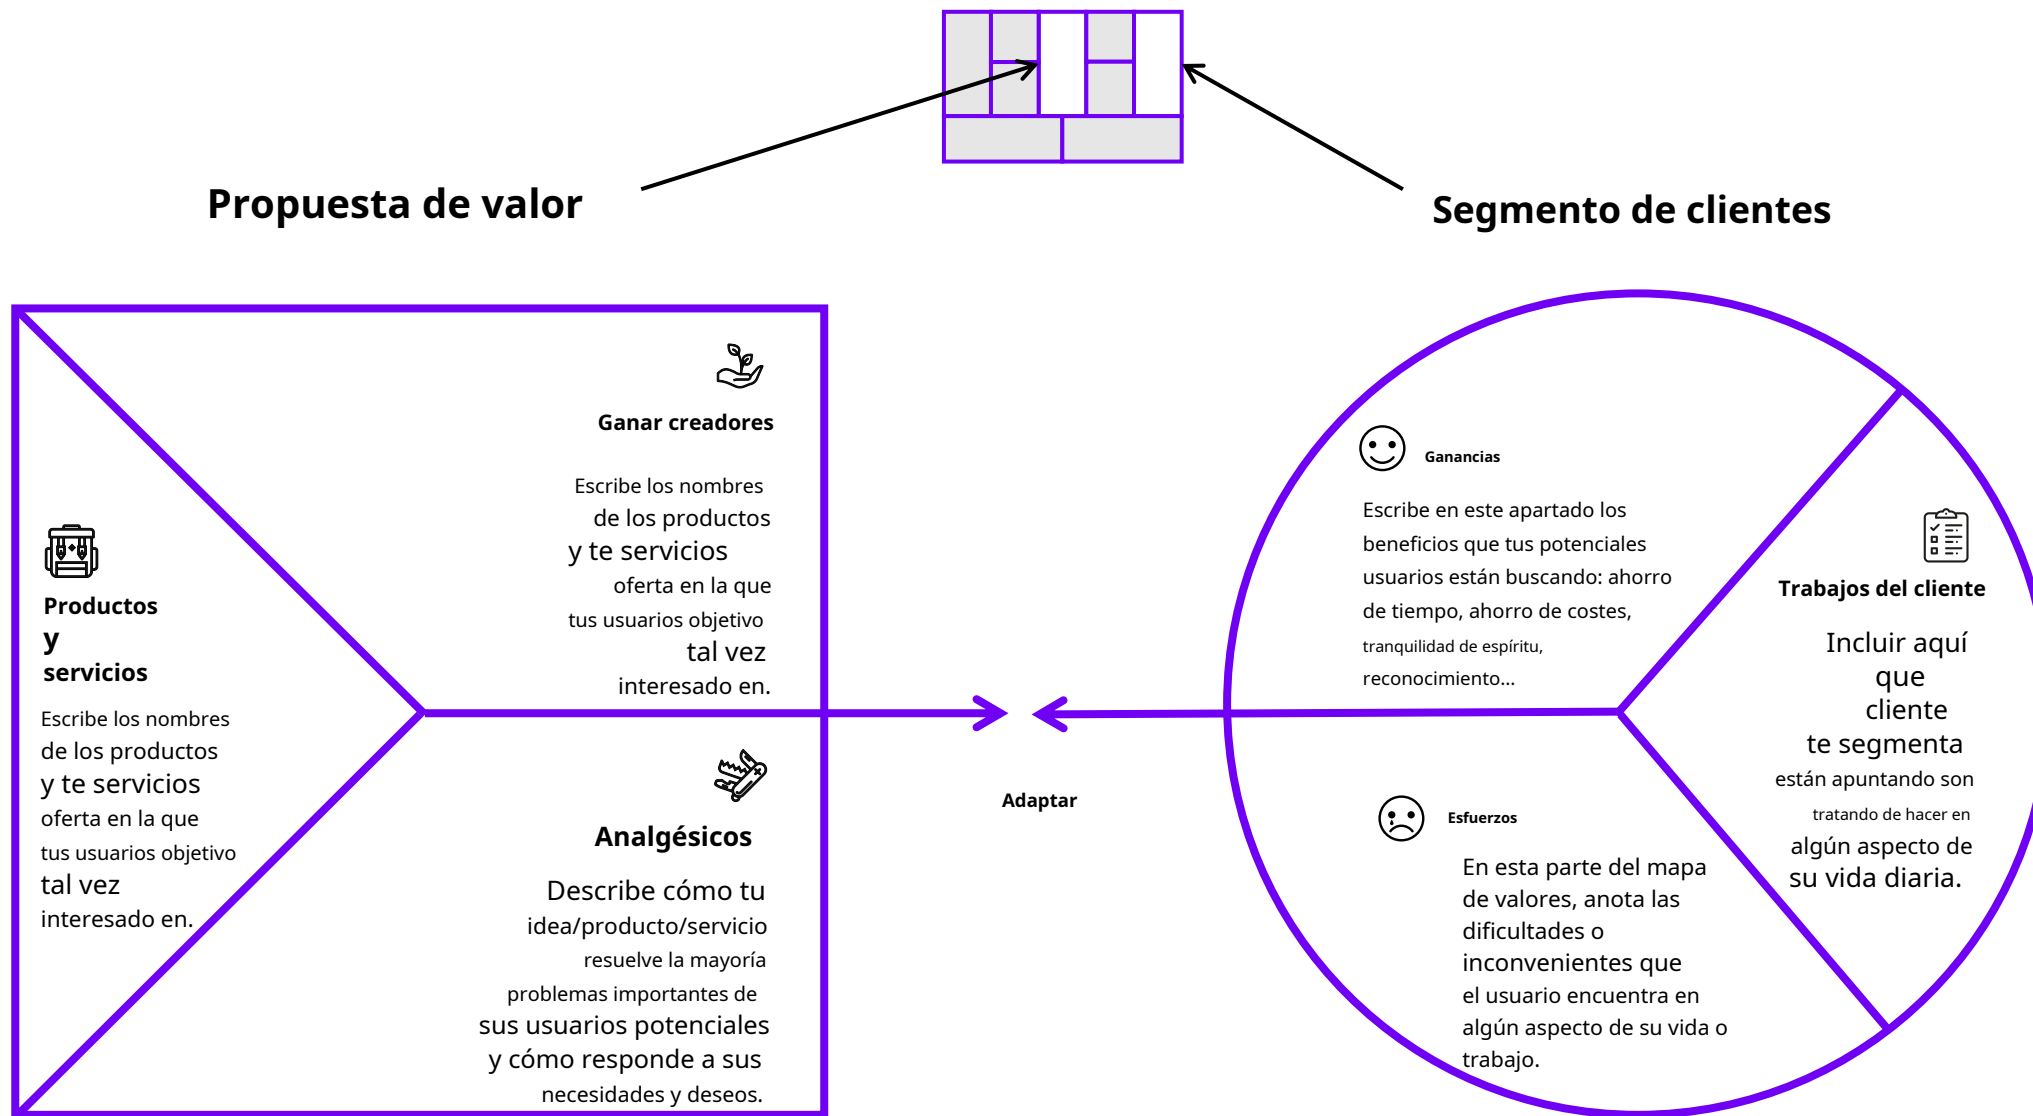 Propuesta de valor
Segmento de clientes
Ganar creadores
Escribe los nombres
de los productos
y te servicios
oferta en la que
tus usuarios objetivo
tal vez
interesado en.
Productos
y
servicios
Escribe los nombres
de los productos
y te servicios
oferta en la que
tus usuarios objetivo
tal vez
interesado en.
Analgésicos
Describe cómo tu
idea/producto/servicio
resuelve la mayoría
problemas importantes de
sus usuarios potenciales
y cómo responde a sus
necesidades y deseos.
Adaptar
Ganancias
Escribe en este apartado los
beneficios que tus potenciales
usuarios están buscando: ahorro
de tiempo, ahorro de costes,
tranquilidad de espíritu,
reconocimiento...
Esfuerzos
En esta parte del mapa
de valores, anota las
dificultades o
inconvenientes que
el usuario encuentra en
algún aspecto de su vida o
trabajo.
Trabajos del cliente
Incluir aquí
que
cliente
te segmenta
están apuntando son
tratando de hacer en
algún aspecto de
su vida diaria.